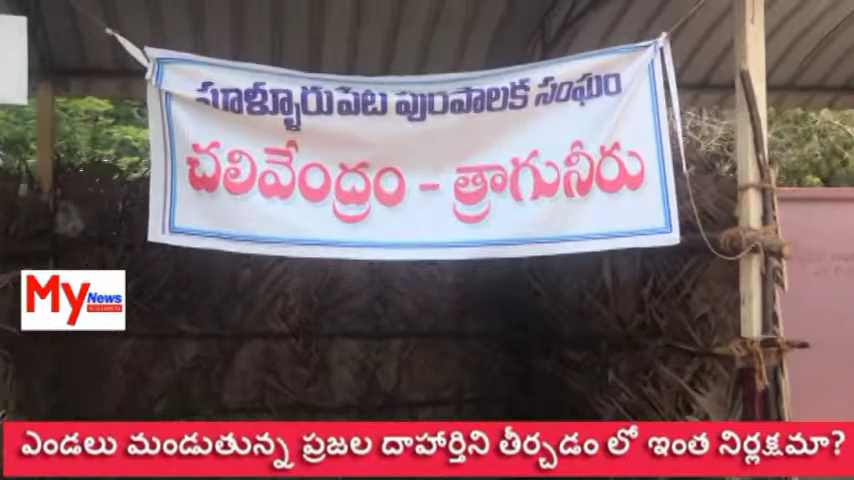 సూళ్ళూరుపేట పురపాలక సంఘం
చలివేంద్రం - త్రాగునీరు
My News
ఎండలు మండుతున్న ప్రజల దాహార్తిని తీర్చడం లో ఇంత నిర్లక్షమా?